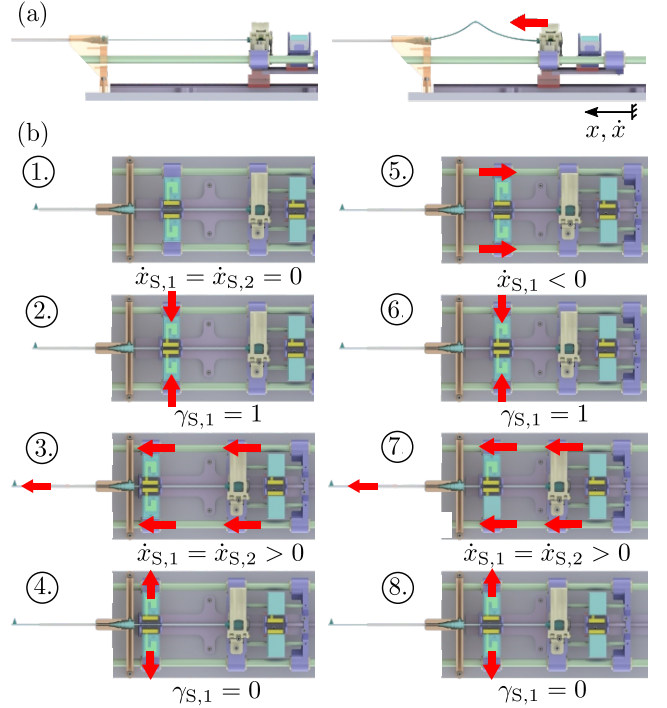 (a)
x, ẋ
(b)
1.
ẋS,1 = ẋS,2 = 0
2.
γS,1 = 1
3.
ẋS,1 = ẋS,2 > 0
4.
γS,1 = 0
5.
ẋS,1 < 0
6.
γS,1 = 1
7.
ẋS,1 = ẋS,2 > 0
8.
γS,1 = 0